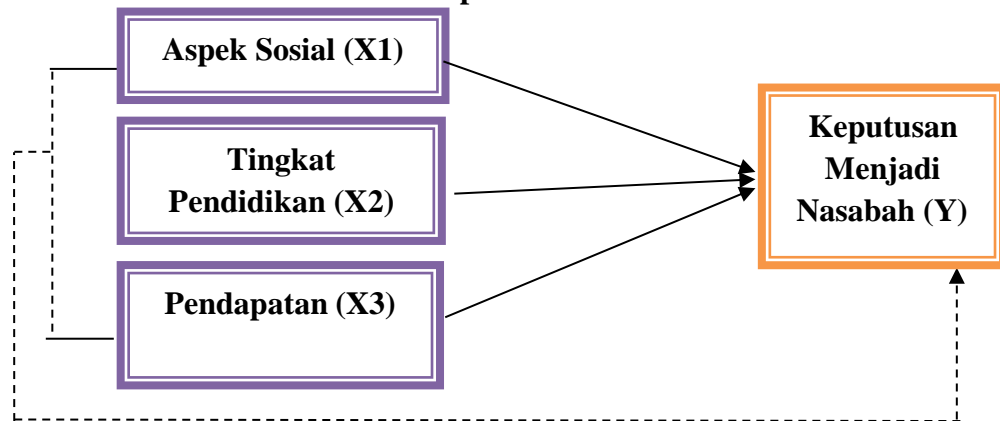 Aspek Sosial (X1)
Tingkat
Pendidikan (X2)
Pendapatan (X3)
Keputusan
Menjadi
Nasabah (Y)